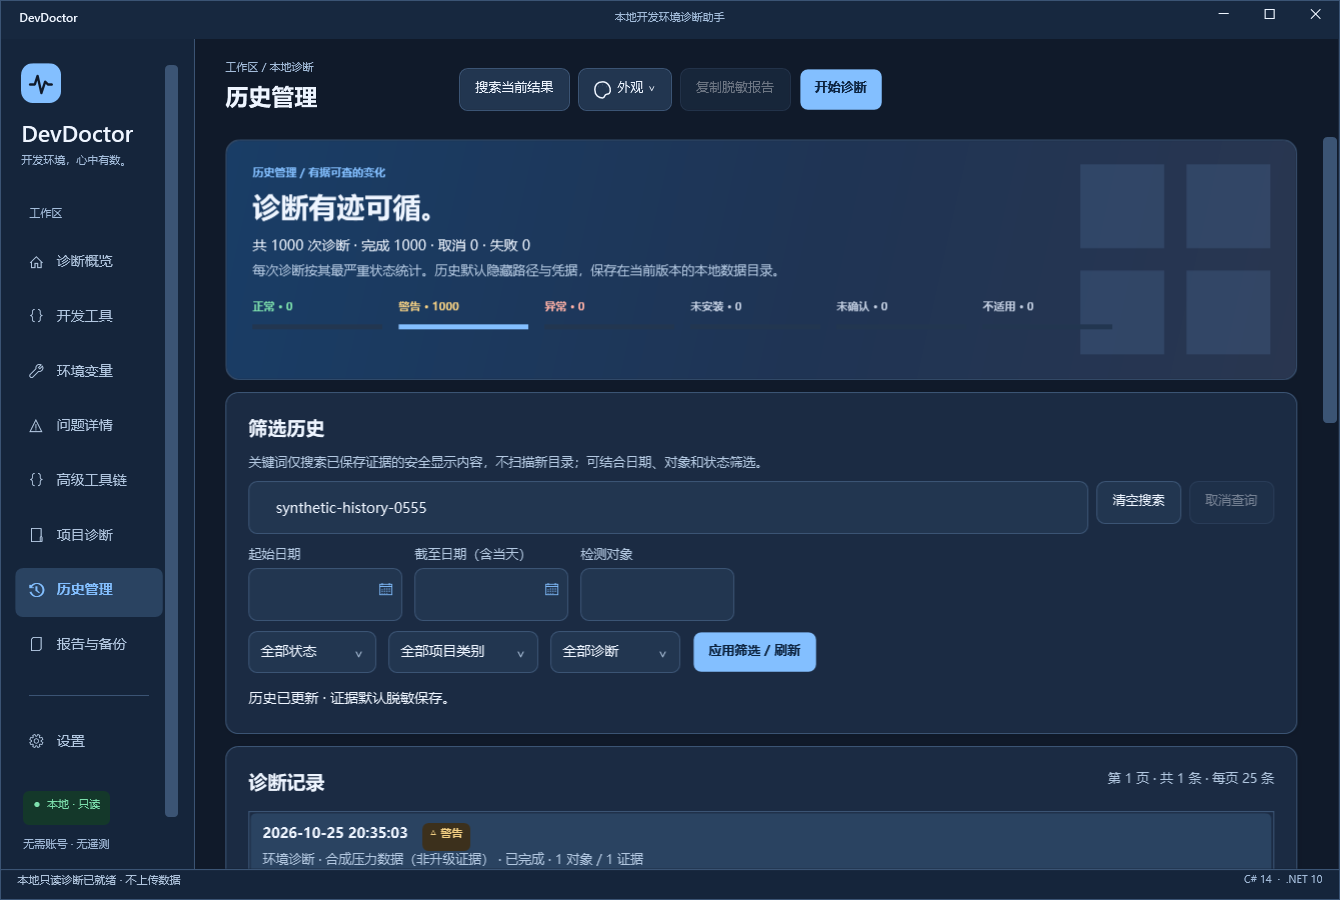 DevDoctor
本地开发环境诊断助手
DevDoctor
开发环境，心中有数。
工作区
诊断概览
开发工具
环境变量
问题详情
高级工具链
项目诊断
历史管理
报告与备份
设置
本地 · 只读
无需账号 · 无遥测
工作区 / 本地诊断
历史管理
搜索当前结果
外观
复制脱敏报告
开始诊断
历史管理 / 有据可查的变化
诊断有迹可循。
共 1000 次诊断 · 完成 1000 · 取消 0 · 失败 0
每次诊断按其最严重状态统计。历史默认隐藏路径与凭据，保存在当前版本的本地数据目录。
正常 • 0 警告 • 1000 异常 • 0 未安装 • 0 未确认 • 0 不适用 • 0
筛选历史
关键词仅搜索已保存证据的安全显示内容，不扫描新目录；可结合日期、对象和状态筛选。
synthetic-history-0555
清空搜索
取消查询
起始日期 截至日期（含当天） 检测对象
全部状态 全部项目类别 全部诊断 应用筛选 / 刷新
历史已更新 · 证据默认脱敏保存。
诊断记录
第 1 页 · 共 1 条 · 每页 25 条
2026-10-25 20:35:03 警告
环境诊断 · 合成压力数据（非升级证据） · 已完成 · 1 对象 / 1 证据
本地只读诊断已就绪 · 不上传数据
C# 14 · .NET 10